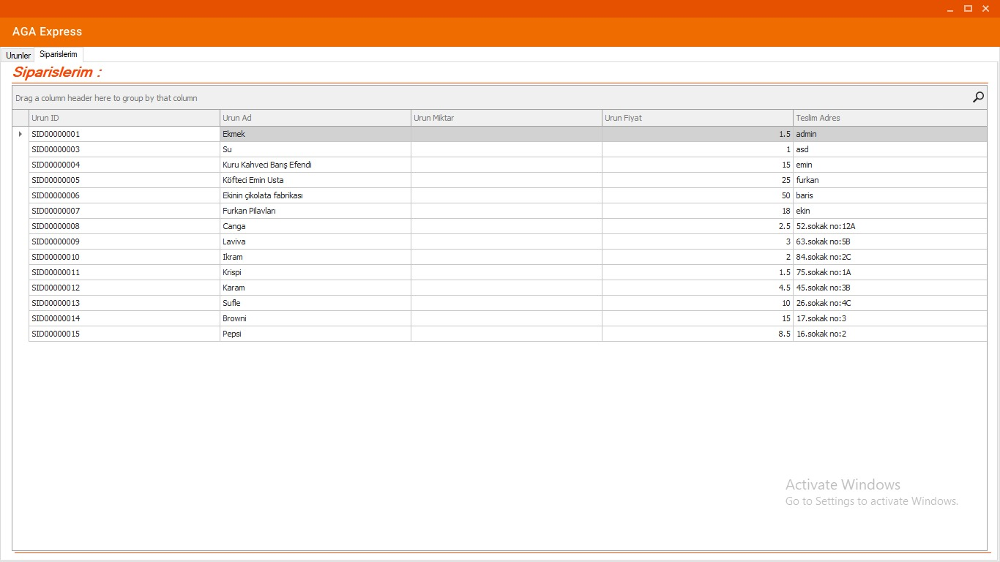 AGA Express
Urunler Siparislerim
Siparislerim :
Drag a column header here to group by that column
Urun ID Urun Ad Urun Miktar Urun Fiyat Teslim Adres
SID00000001 Ekmek 1.5 admin
SID00000003 Su 1 asd
SID00000004 Kuru Kahveci Barış Efendi 15 emin
SID00000005 Köfteci Emin Usta 25 furkan
SID00000006 Ekinin çikolata fabrikası 50 baris
SID00000007 Furkan Pilavları 18 ekin
SID00000008 Canga 2.5 52.sokak no:12A
SID00000009 Laviva 3 63.sokak no:5B
SID00000010 Ikram 2 84.sokak no:2C
SID00000011 Krispi 1.5 75.sokak no:1A
SID00000012 Karam 4.5 45.sokak no:3B
SID00000013 Sufle 10 26.sokak no:4C
SID00000014 Browni 15 17.sokak no:3
SID00000015 Pepsi 8.5 16.sokak no:2
Activate Windows
Go to Settings to activate Windows.